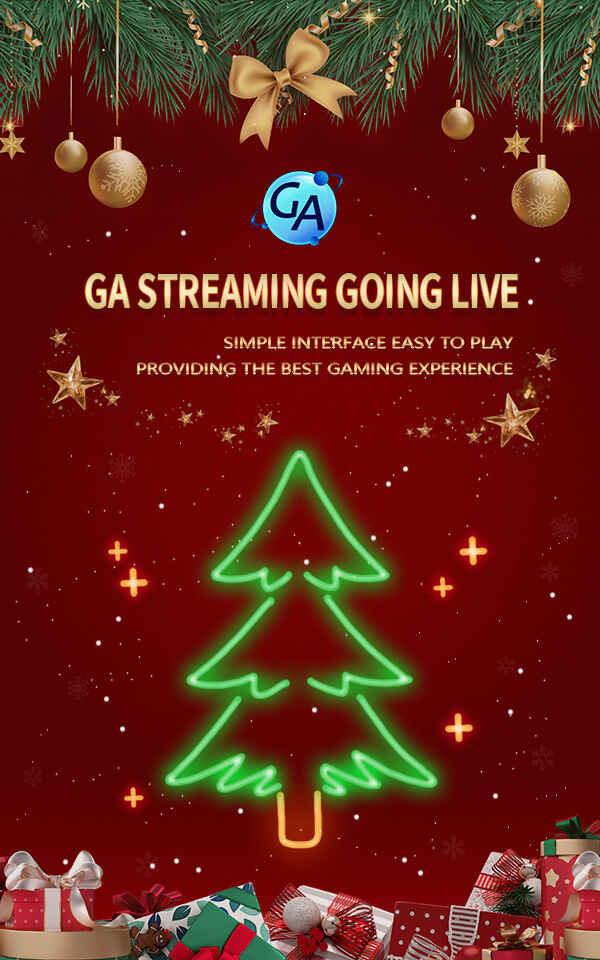 GA
GA STREAMING GOING LIVE
SIMPLE INTERFACE EASY TO PLAY
PROVIDING THE BEST GAMING EXPERIENCE